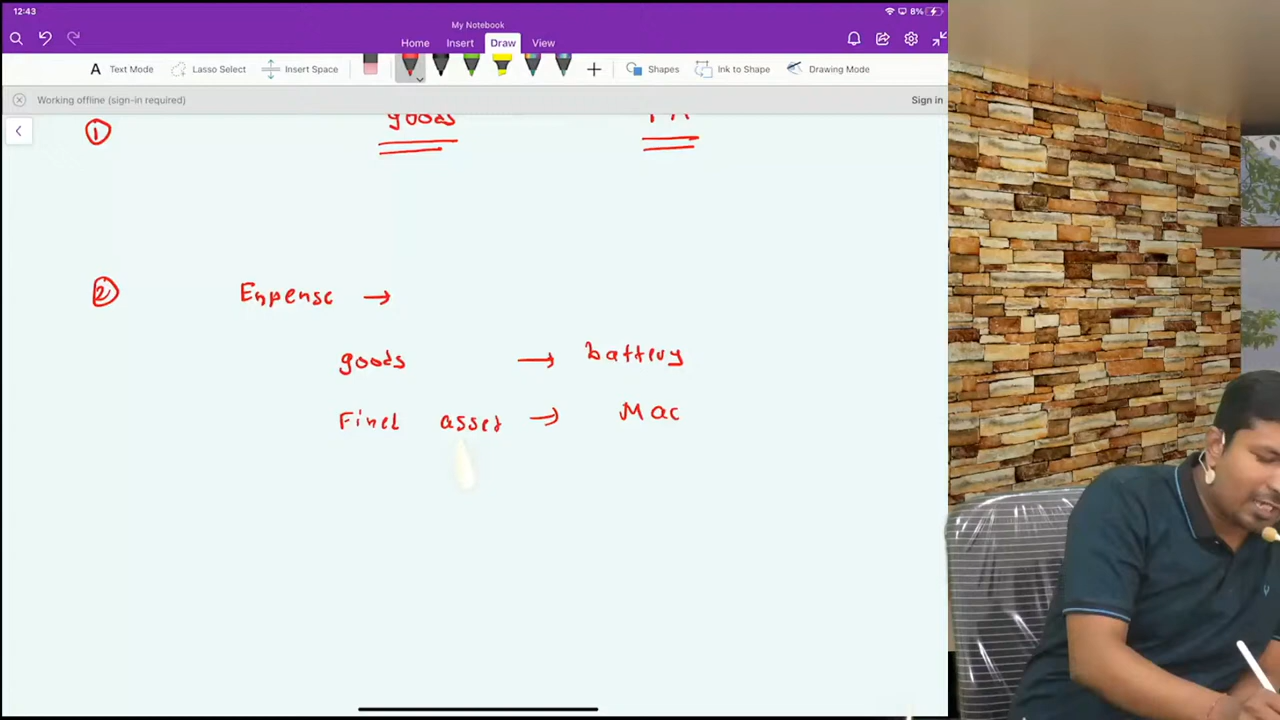 12:43
8%
My Notebook
Home Insert Draw View
Text Mode Lasso Select Insert Space Shapes Ink to Shape Drawing Mode
Working offline (sign-in required) Sign in
① goods
② Expense →
goods → battery
Fixed asset → Mac